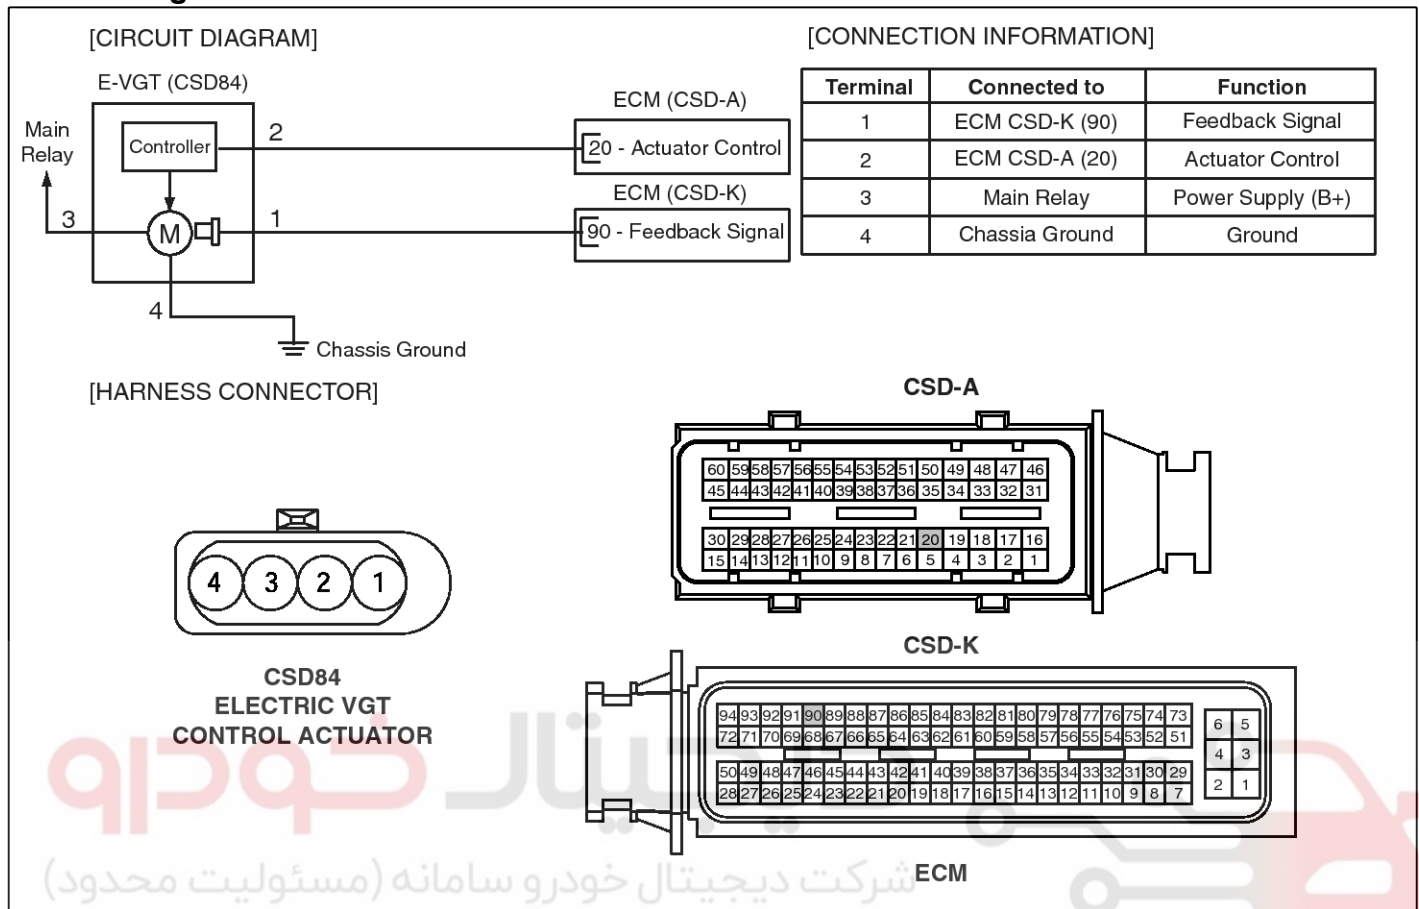 [CIRCUIT DIAGRAM]
E-VGT (CSD84)
Main
Relay
Controller
M
2
1
3
4
Chassis Ground
ECM (CSD-A)
20 - Actuator Control
ECM (CSD-K)
90 - Feedback Signal
[CONNECTION INFORMATION]
Terminal Connected to Function
1 ECM CSD-K (90) Feedback Signal
2 ECM CSD-A (20) Actuator Control
3 Main Relay Power Supply (B+)
4 Chassia Ground Ground
[HARNESS CONNECTOR]
4 3 2 1
CSD84
ELECTRIC VGT
CONTROL ACTUATOR
CSD-A
60 59 58 57 56 55 54 53 52 51 50 49 48 47 46
45 44 43 42 41 40 39 38 37 36 35 34 33 32 31
30 29 28 27 26 25 24 23 22 21 20 19 18 17 16
15 14 13 12 11 10 9 8 7 6 5 4 3 2 1
CSD-K
94 93 92 91 90 89 88 87 86 85 84 83 82 81 80 79 78 77 76 75 74 73
72 71 70 69 68 67 66 65 64 63 62 61 60 59 58 57 56 55 54 53 52 51
50 49 48 47 46 45 44 43 42 41 40 39 38 37 36 35 34 33 32 31 30 29
28 27 26 25 24 23 22 21 20 19 18 17 16 15 14 13 12 11 10 9 8 7
6 5
4 3
2 1
ECM
دیجیتال خودرو
شرکت دیجیتال خودرو سامانه (مسئولیت محدود)